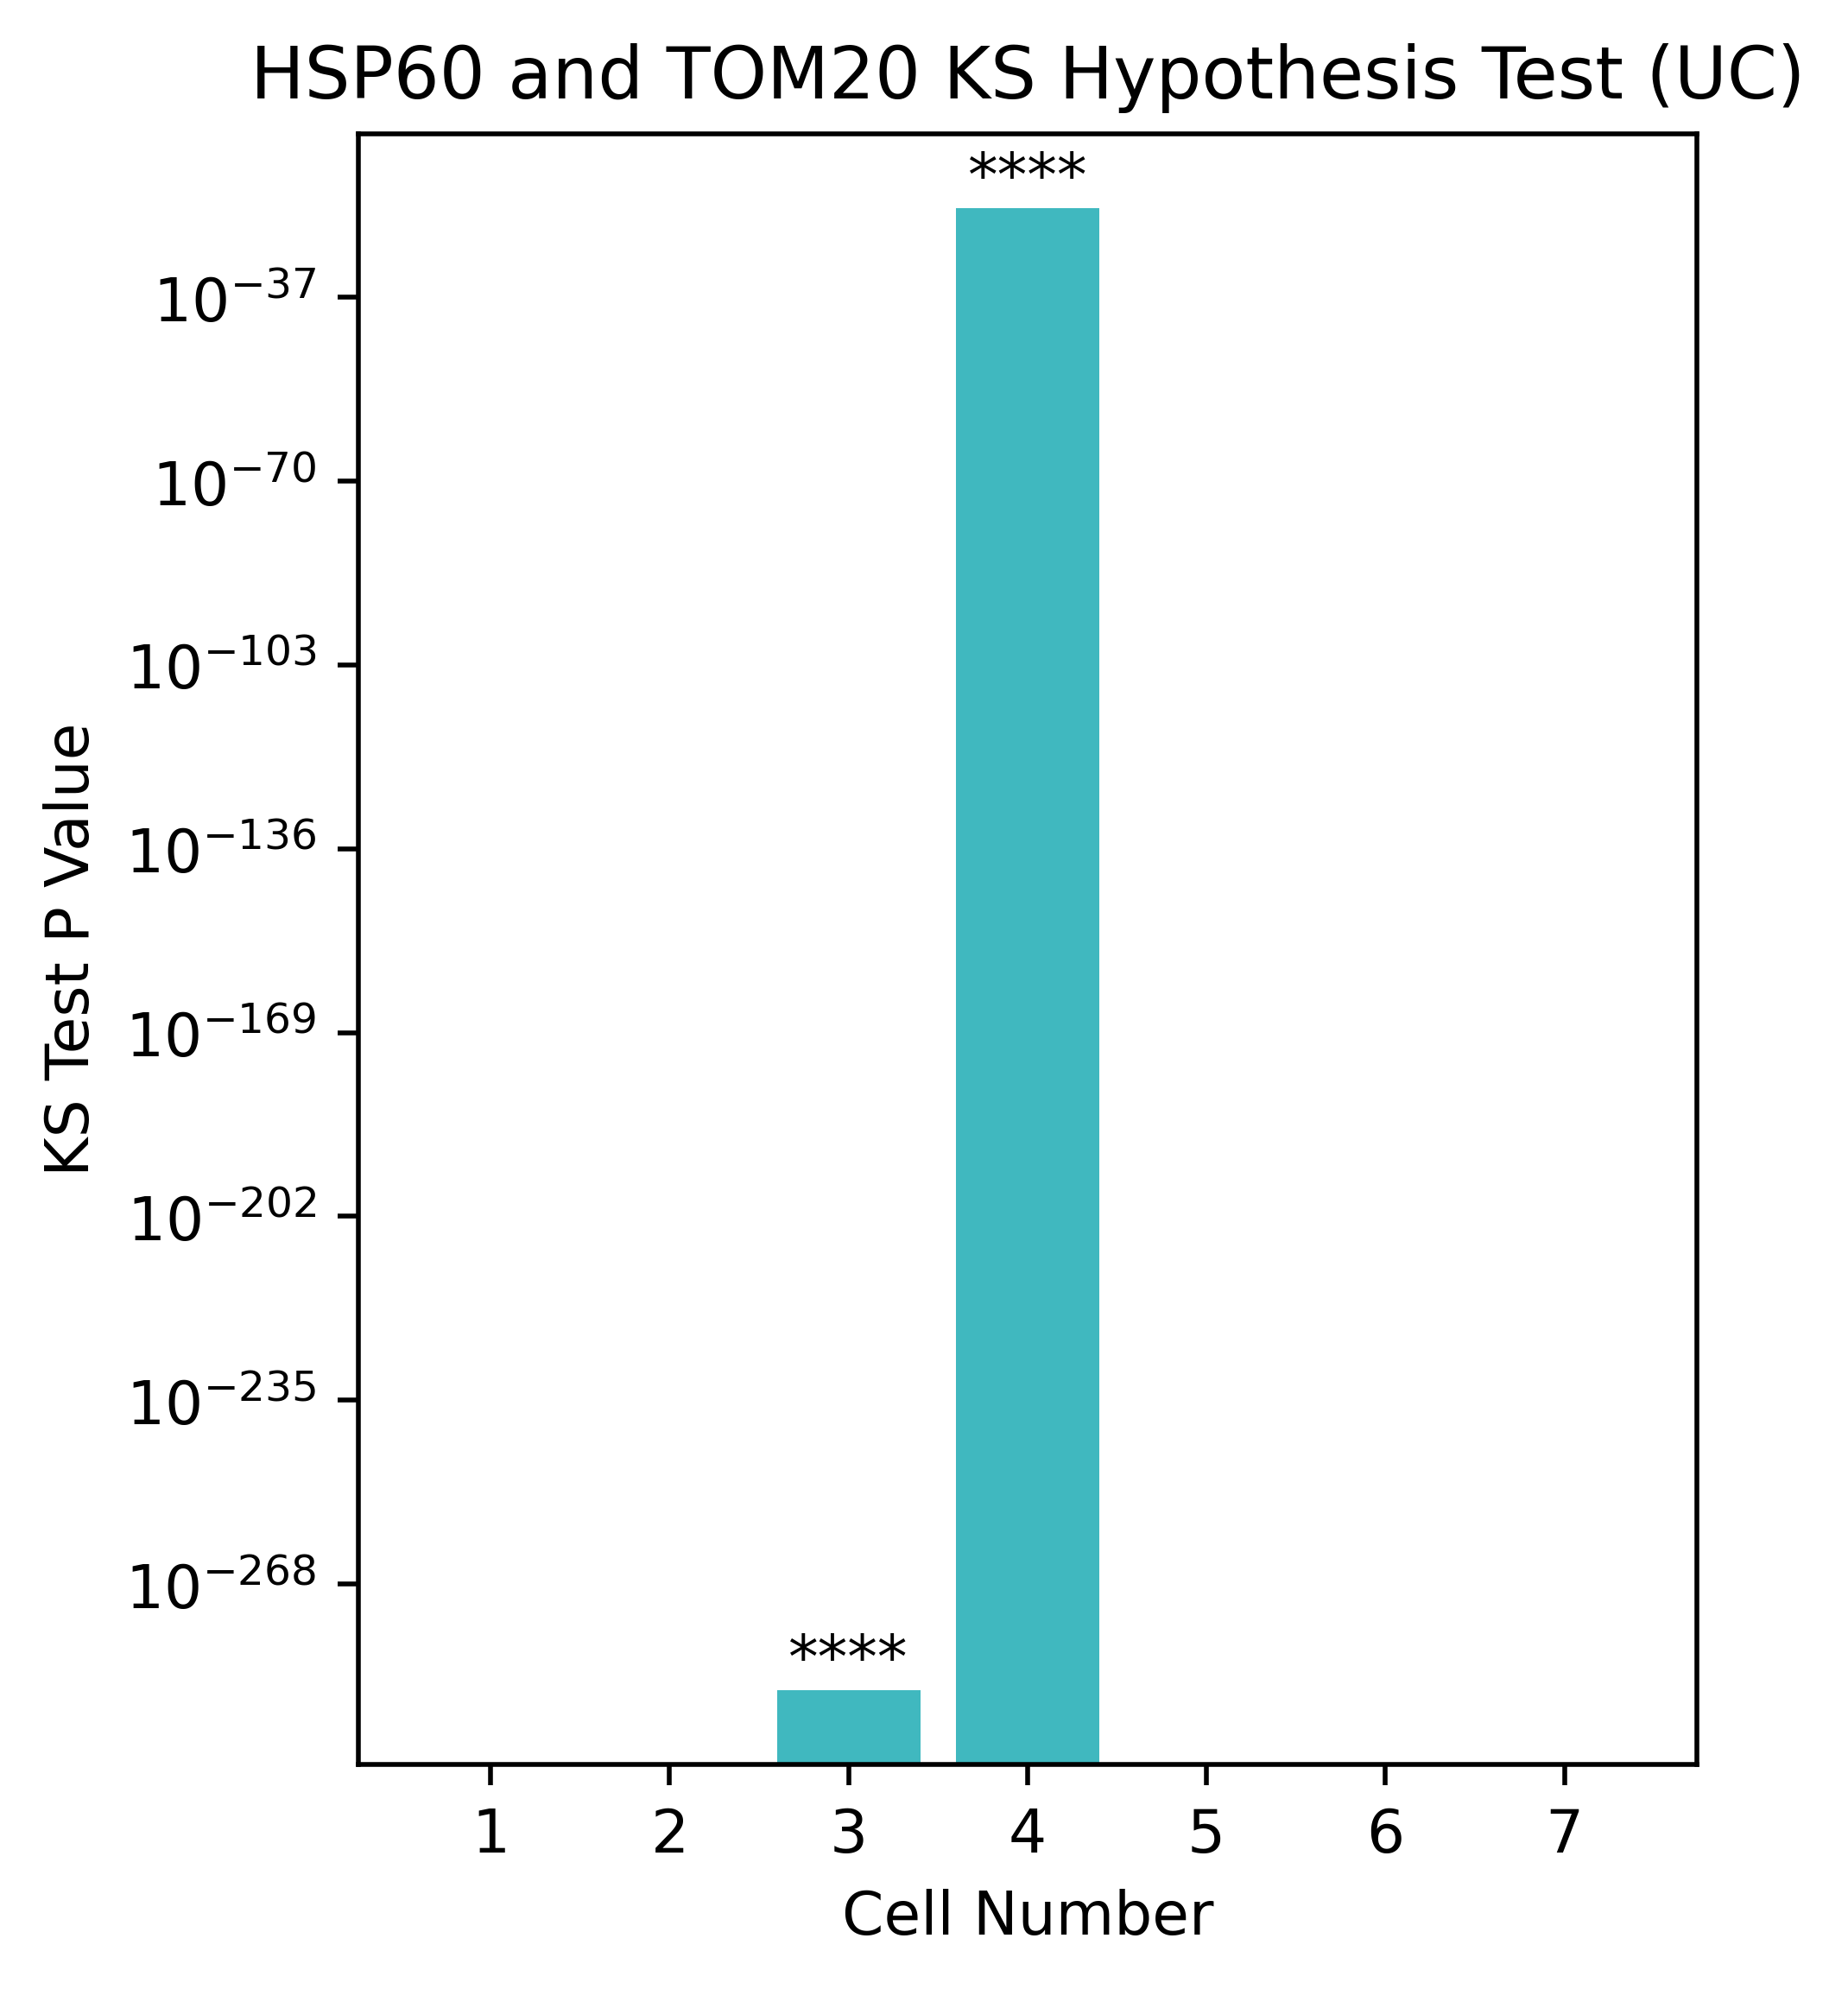 HSP60 and TOM20 KS Hypothesis Test (UC)
****
10⁻³⁷
10⁻⁷⁰
10⁻¹⁰³
10⁻¹³⁶
10⁻¹⁶⁹
10⁻²⁰²
10⁻²³⁵
10⁻²⁶⁸
KS Test P Value
****
1 2 3 4 5 6 7
Cell Number